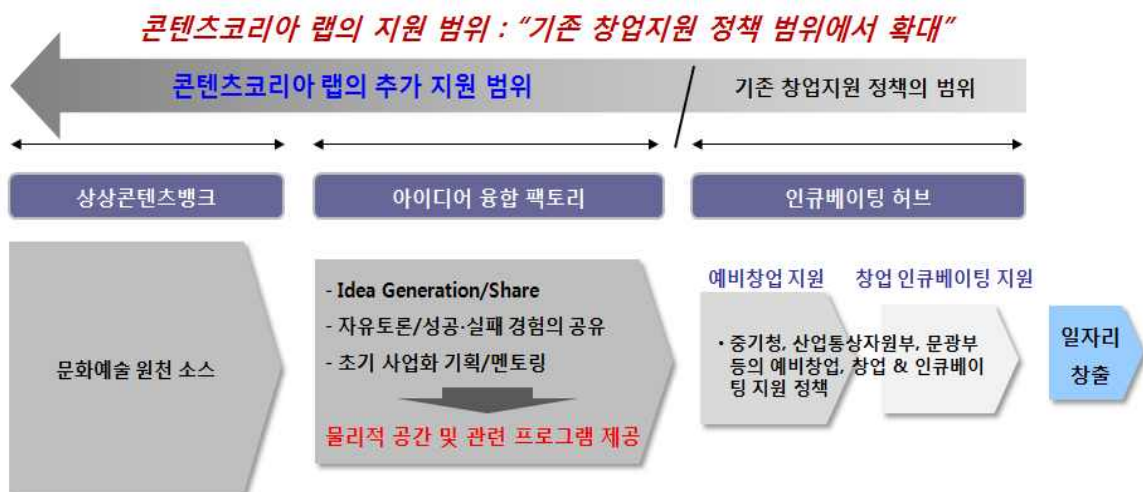 콘텐츠코리아 랩의 지원 범위 : “기존 창업지원 정책 범위에서 확대”
콘텐츠코리아 랩의 추가 지원 범위
기존 창업지원 정책의 범위
상상콘텐츠뱅크
아이디어 융합 팩토리
인큐베이팅 허브
문화예술 원천 소스
- Idea Generation/Share
- 자유토론/성공·실패 경험의 공유
- 초기 사업화 기획/멘토링
물리적 공간 및 관련 프로그램 제공
예비창업 지원
창업 인큐베이팅 지원
• 중기청, 산업통상자원부, 문광부
등의 예비창업, 창업 & 인큐베이
팅 지원 정책
일자리
창출